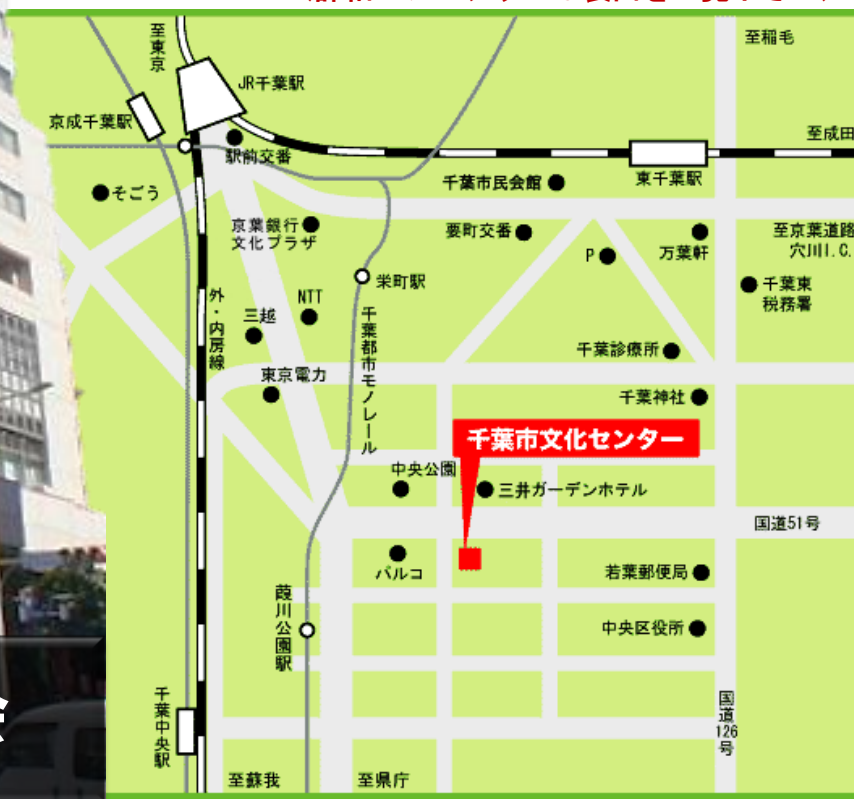 至東京
至稲毛
JR千葉駅
京成千葉駅
至成田
駅前交番
千葉市民会館
東千葉駅
そごう
京葉銀行
文化プラザ
要町交番
P
万葉軒
至京葉道路
穴川I.C.
栄町駅
千葉東
税務署
NTT
外・内房線
三越
千葉都市モノレール
千葉診療所
東京電力
千葉神社
千葉市文化センター
中央公園
三井ガーデンホテル
国道51号
パルコ
若葉郵便局
葭川公園駅
中央区役所
千葉中央駅
国道126号
至蘇我
至県庁